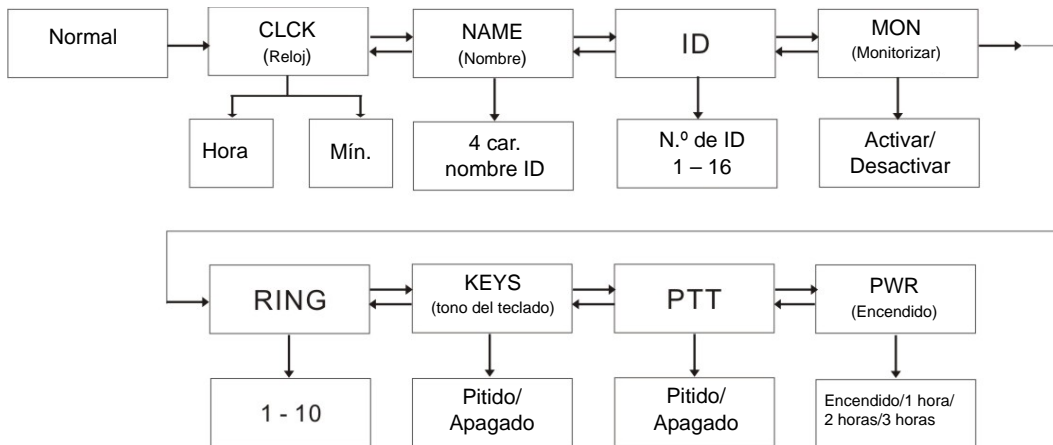 Normal
CLCK
(Reloj)
NAME
(Nombre)
ID
MON
(Monitorizar)
Hora
Mín.
4 car.
nombre ID
N.º de ID
1 – 16
Activar/
Desactivar
RING
KEYS
(tono del teclado)
PTT
PWR
(Encendido)
1 - 10
Pitido/
Apagado
Pitido/
Apagado
Encendido/1 hora/
2 horas/3 horas